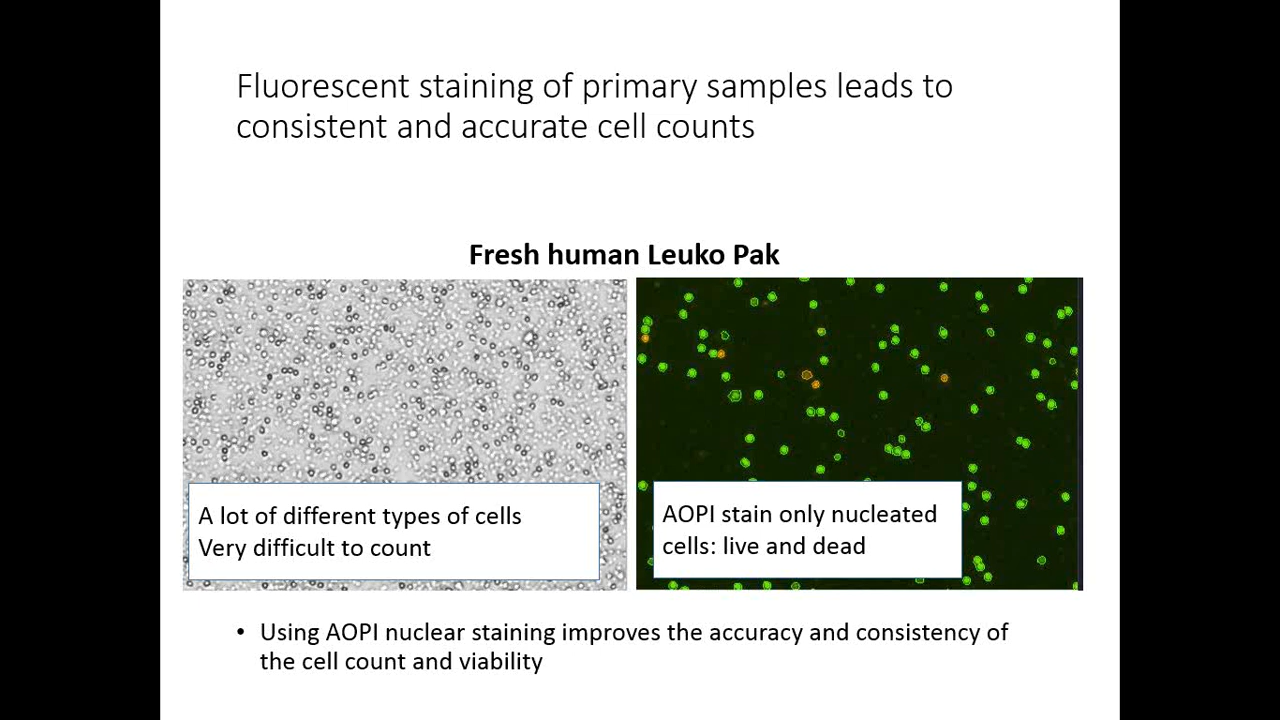 Fluorescent staining of primary samples leads to
consistent and accurate cell counts
Fresh human Leuko Pak
A lot of different types of cells
Very difficult to count
AOPI stain only nucleated
cells: live and dead
• Using AOPI nuclear staining improves the accuracy and consistency of
the cell count and viability